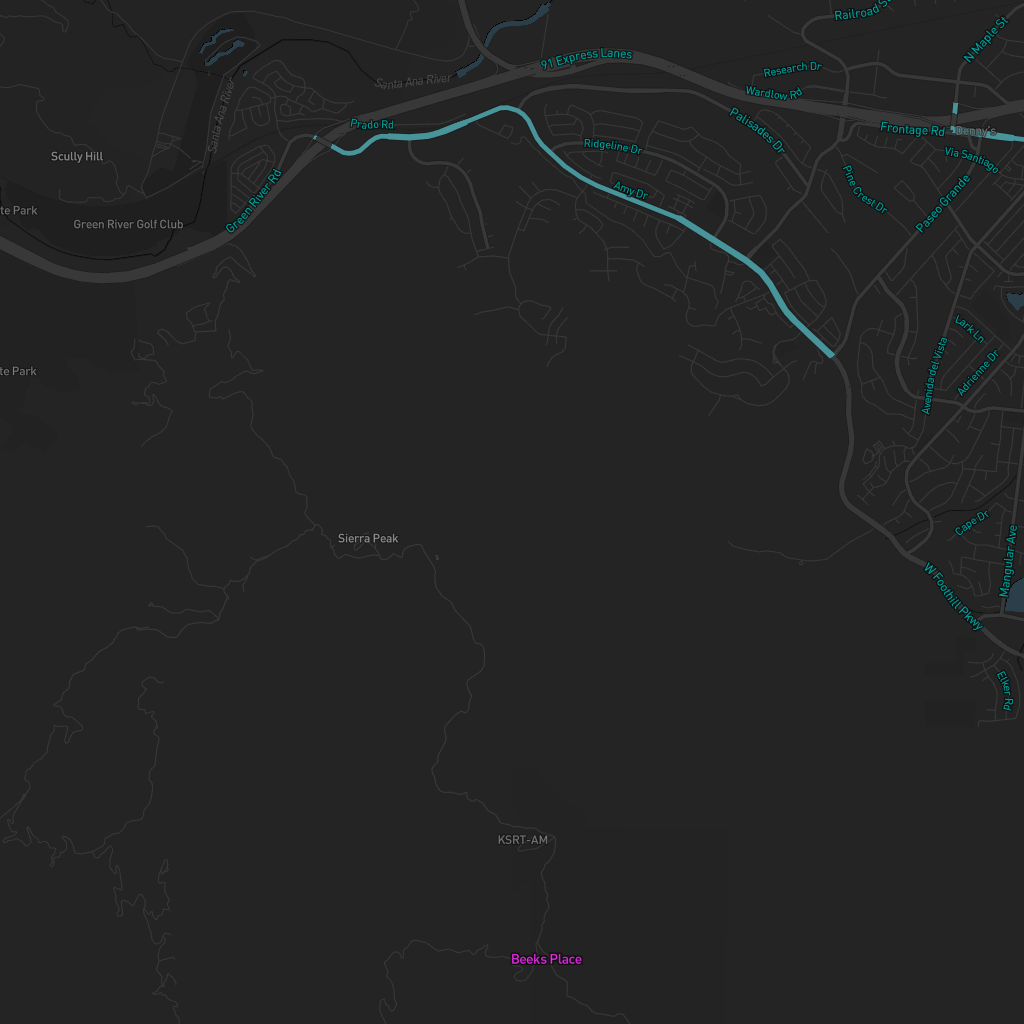 Railroad St
N Maple St
91 Express Lanes
Santa Ana River
Research Dr
Wardlow Rd
Santa Ana River
Prado Rd
Palisades Dr
Frontage Rd
Denny's
Ridgeline Dr
Via Santiago
Scully Hill
Pine Crest Dr
Amy Dr
Green River Rd
Paseo Grande
te Park
Green River Golf Club
Lark Ln
te Park
Avenida del Vista
Adrienne Dr
Cape Dr
Sierra Peak
Mangular Ave
W Foothill Pkwy
Elker Rd
KSRT-AM
Beeks Place